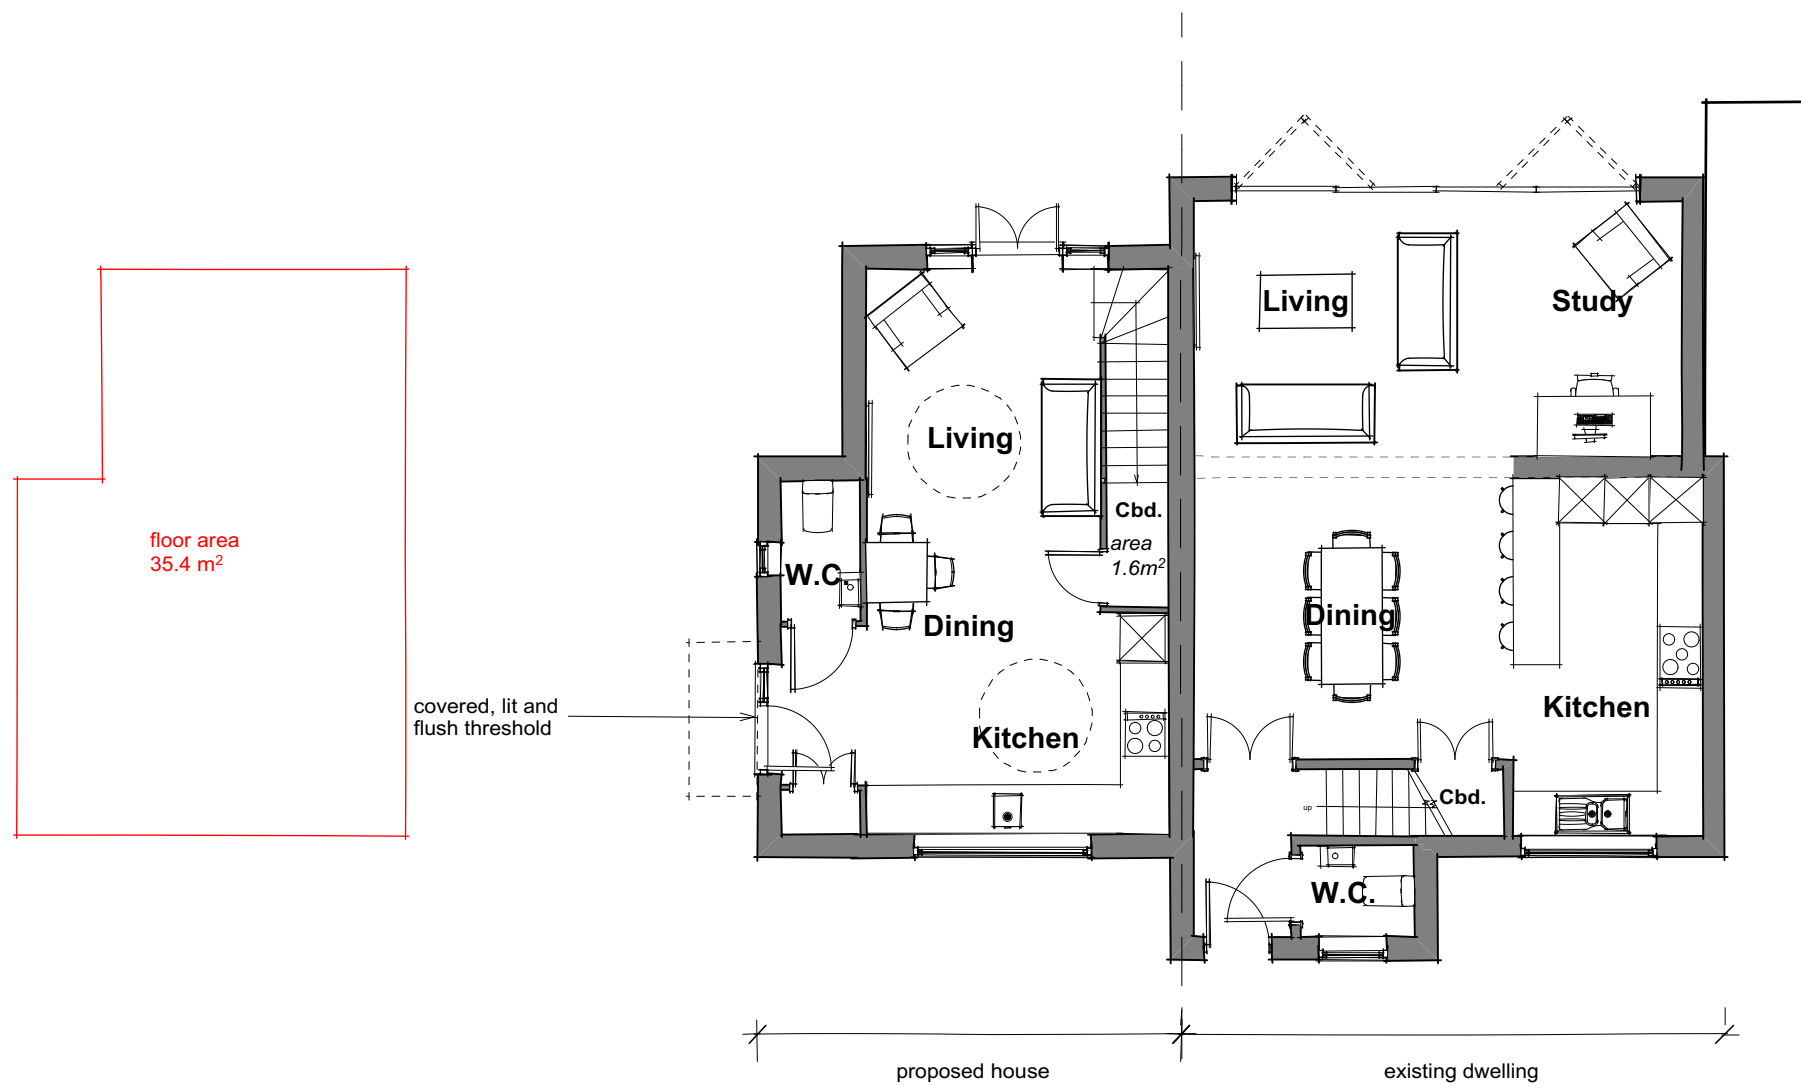 Living
Study
Living
Cbd.
area
1.6m²
floor area
35.4 m²
W.C.
Dining
Dining
covered, lit and
flush threshold
Kitchen
Kitchen
up
Cbd.
W.C.
proposed house
existing dwelling